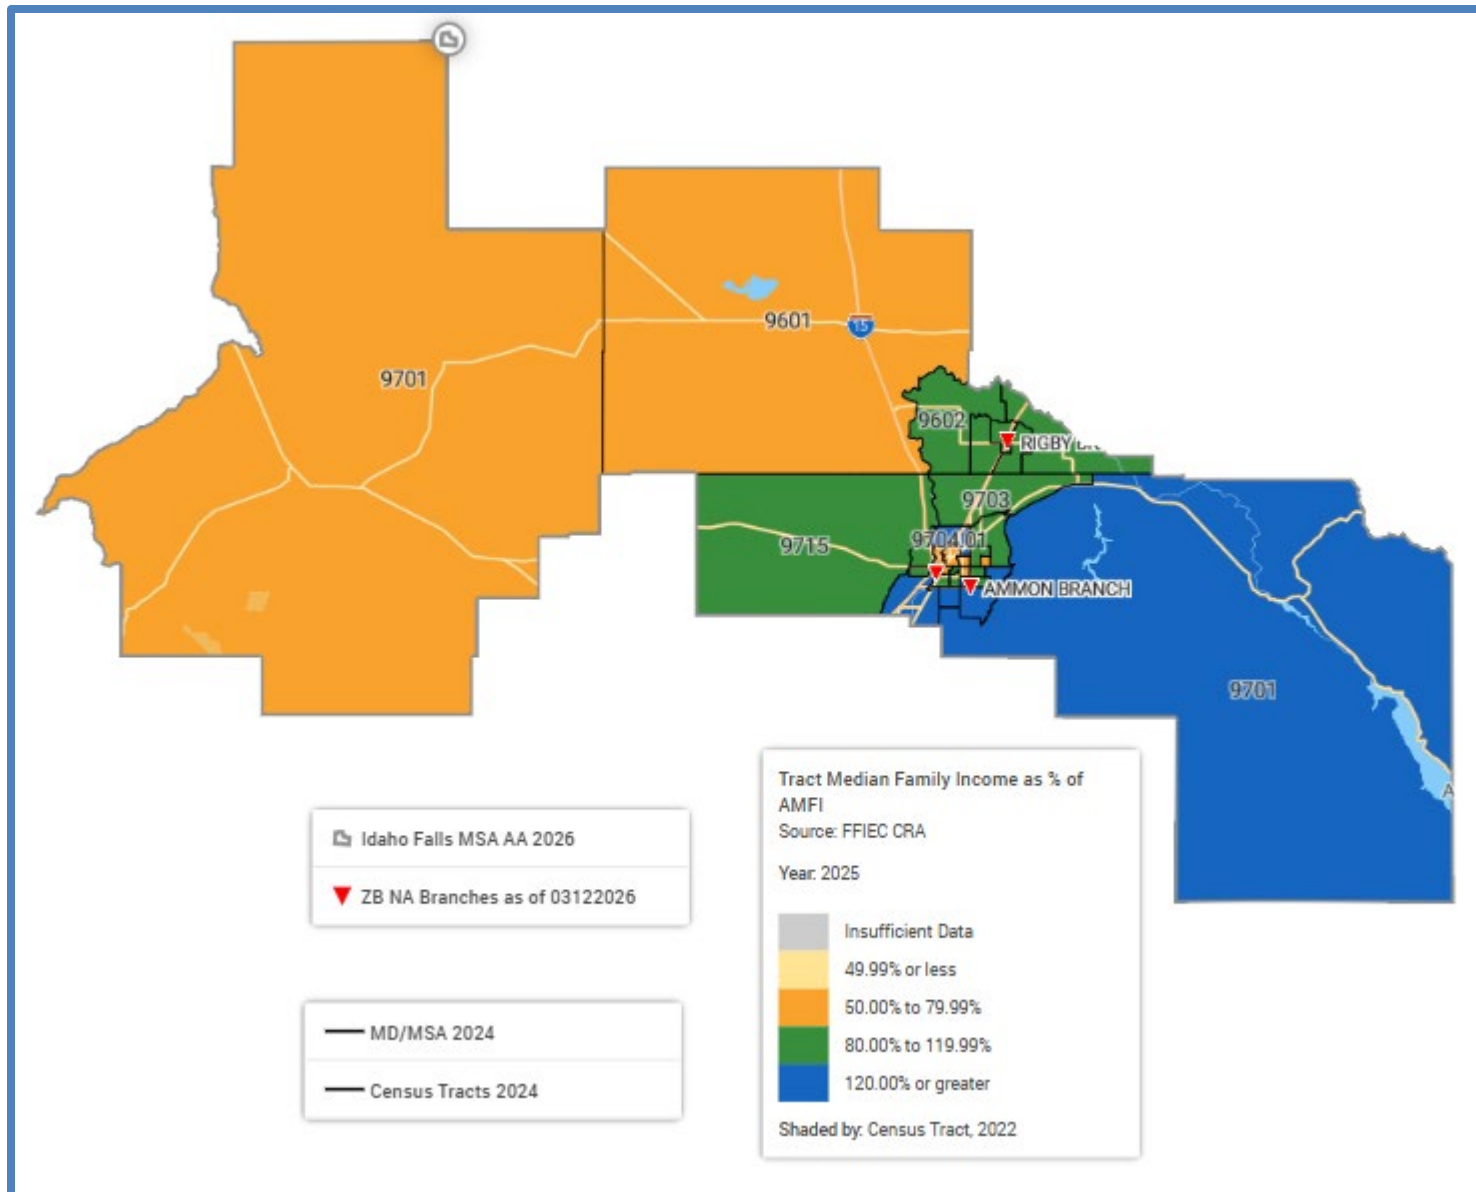 9601
15
9701
9602
RIGBY
9703
9704.01
9715
AMMON BRANCH
9701
A
Idaho Falls MSA AA 2026
ZB NA Branches as of 03122026
MD/MSA 2024
Census Tracts 2024
Tract Median Family Income as % of
AMFI
Source: FFIEC CRA
Year: 2025
Insufficient Data
49.99% or less
50.00% to 79.99%
80.00% to 119.99%
120.00% or greater
Shaded by: Census Tract, 2022